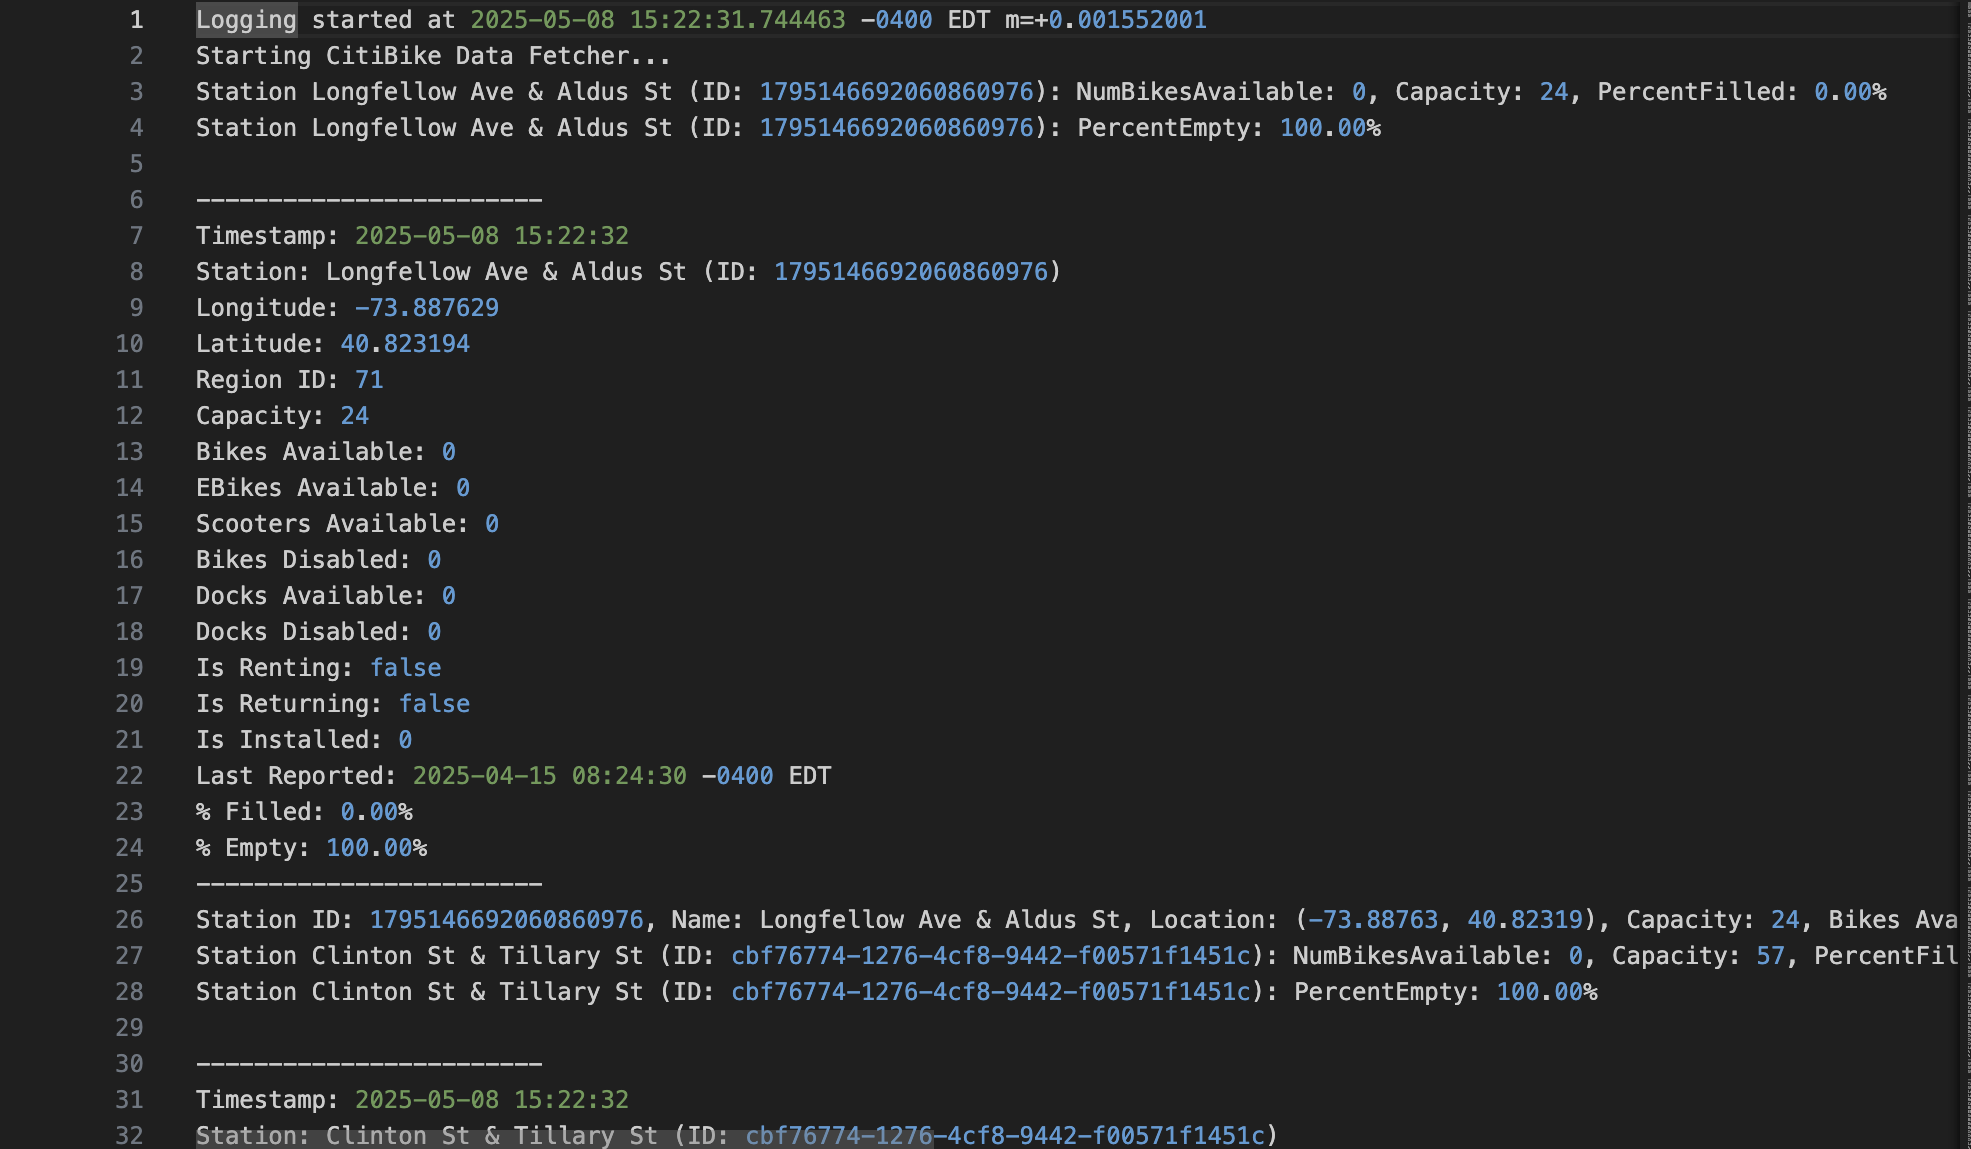 1 Logging started at 2025-05-08 15:22:31.744463 -0400 EDT m=+0.001552001
2 Starting CitiBike Data Fetcher...
3 Station Longfellow Ave & Aldus St (ID: 1795146692060860976): NumBikesAvailable: 0, Capacity: 24, PercentFilled: 0.00%
4 Station Longfellow Ave & Aldus St (ID: 1795146692060860976): PercentEmpty: 100.00%
5
6 ------------------------
7 Timestamp: 2025-05-08 15:22:32
8 Station: Longfellow Ave & Aldus St (ID: 1795146692060860976)
9 Longitude: -73.887629
10 Latitude: 40.823194
11 Region ID: 71
12 Capacity: 24
13 Bikes Available: 0
14 EBikes Available: 0
15 Scooters Available: 0
16 Bikes Disabled: 0
17 Docks Available: 0
18 Docks Disabled: 0
19 Is Renting: false
20 Is Returning: false
21 Is Installed: 0
22 Last Reported: 2025-04-15 08:24:30 -0400 EDT
23 % Filled: 0.00%
24 % Empty: 100.00%
25 ------------------------
26 Station ID: 1795146692060860976, Name: Longfellow Ave & Aldus St, Location: (-73.88763, 40.82319), Capacity: 24, Bikes Ava
27 Station Clinton St & Tillary St (ID: cbf76774-1276-4cf8-9442-f00571f1451c): NumBikesAvailable: 0, Capacity: 57, PercentFil
28 Station Clinton St & Tillary St (ID: cbf76774-1276-4cf8-9442-f00571f1451c): PercentEmpty: 100.00%
29
30 ------------------------
31 Timestamp: 2025-05-08 15:22:32
32 Station: Clinton St & Tillary St (ID: cbf76774-1276-4cf8-9442-f00571f1451c)